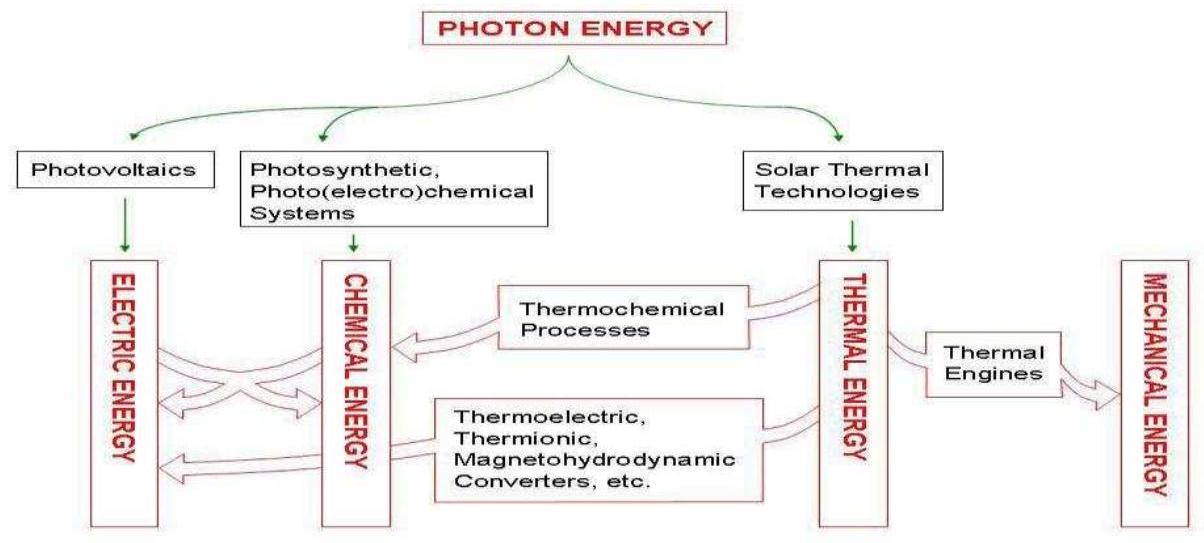 PHOTON ENERGY
Photovoltaics
Photosynthetic,
Photo(electro)chemical
Systems
Solar Thermal
Technologies
ELECTRIC ENERGY
CHEMICAL ENERGY
Thermochemical
Processes
THERMAL ENERGY
Thermal
Engines
MECHANICAL ENERGY
Thermoelectric,
Thermionic,
Magnetohydrodynamic
Converters, etc.